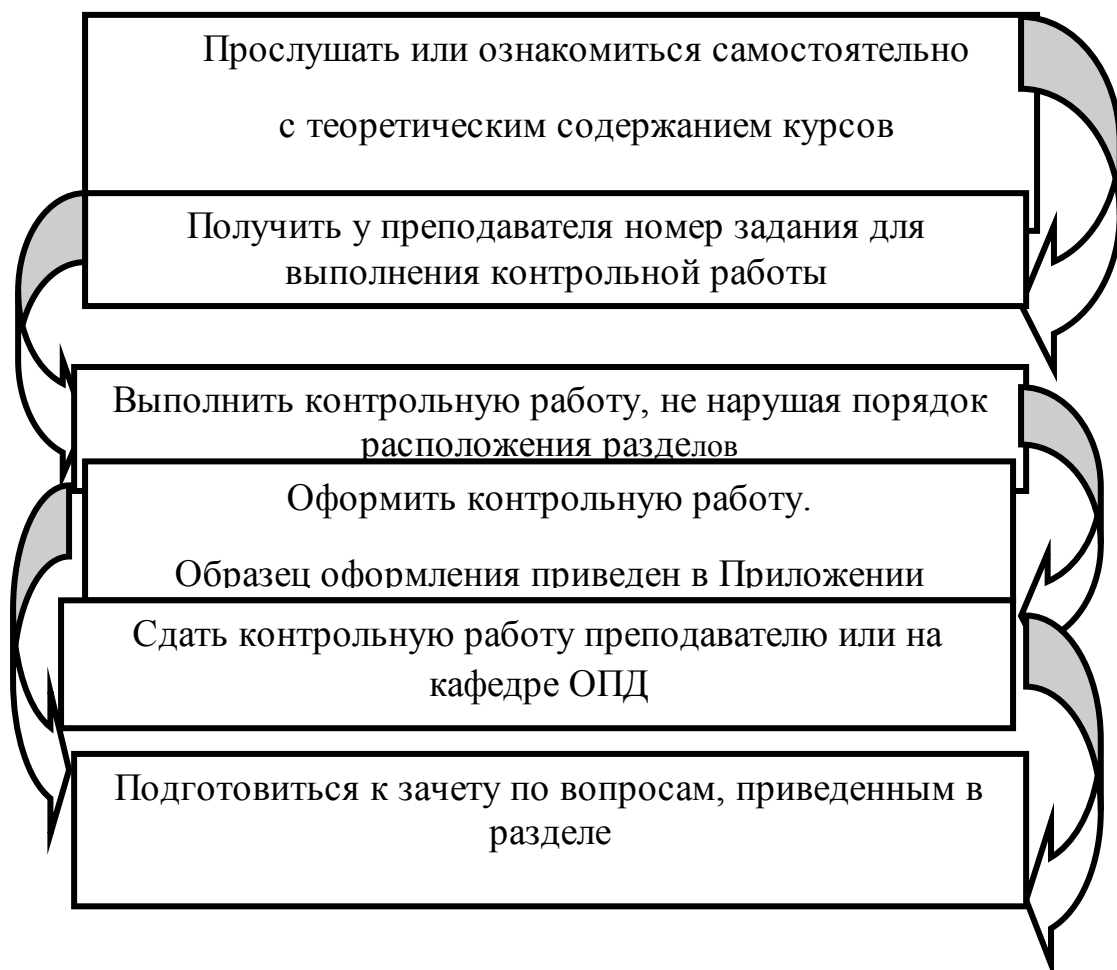 Прослушать или ознакомиться самостоятельно
с теоретическим содержанием курсов
Получить у преподавателя номер задания для
выполнения контрольной работы
Выполнить контрольную работу, не нарушая порядок
расположения разделов
Оформить контрольную работу.
Образец оформления приведен в Приложении
Сдать контрольную работу преподавателю или на
кафедре ОПД
Подготовиться к зачету по вопросам, приведенным в
разделе